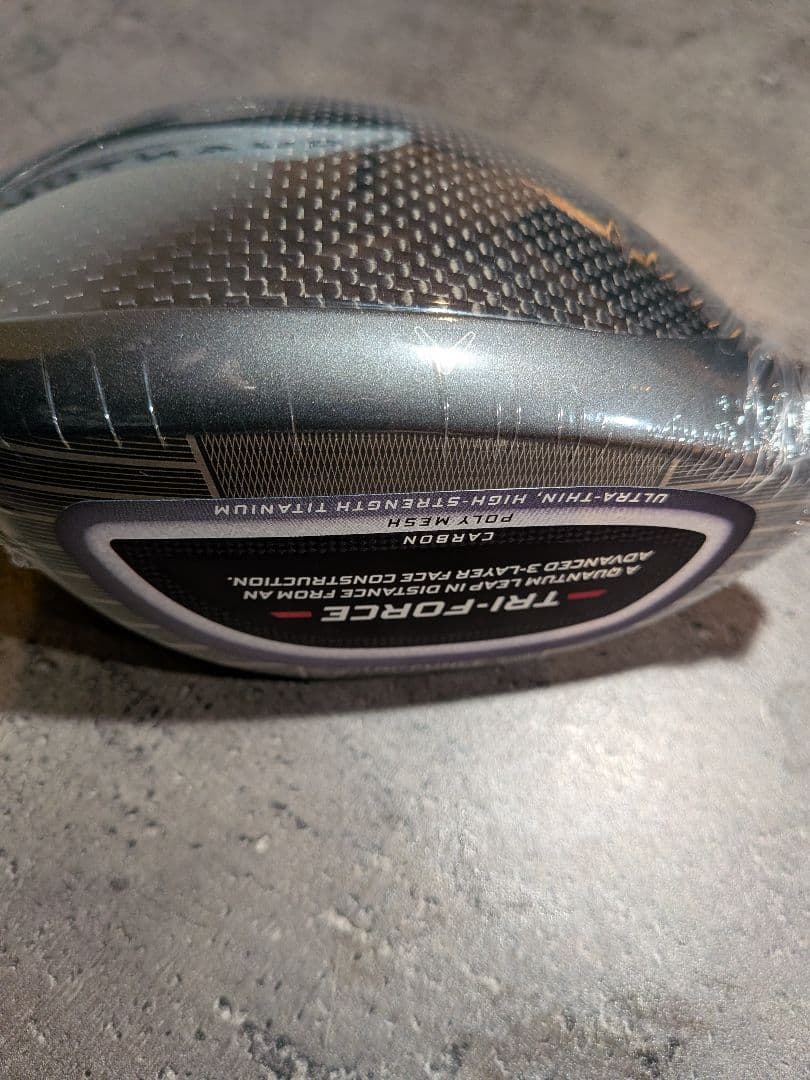 TRI-FORCE
A QUANTUM LEAP IN DISTANCE FROM AN
ADVANCED 3-LAYER FACE CONSTRUCTION.
CARBON
POLY MESH
ULTRA-THIN, HIGH-STRENGTH TITANIUM